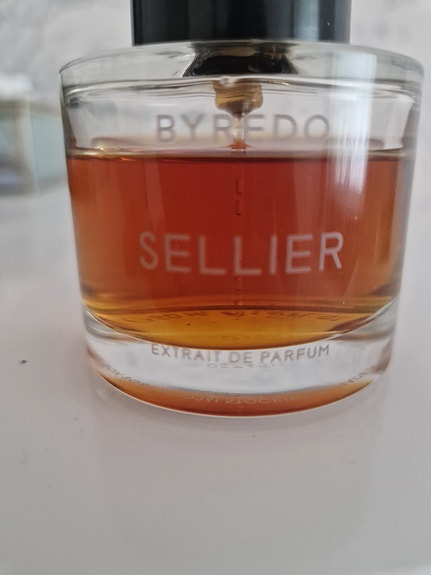 BYREDO
SELLIER
EXTRAIT DE PARFUM